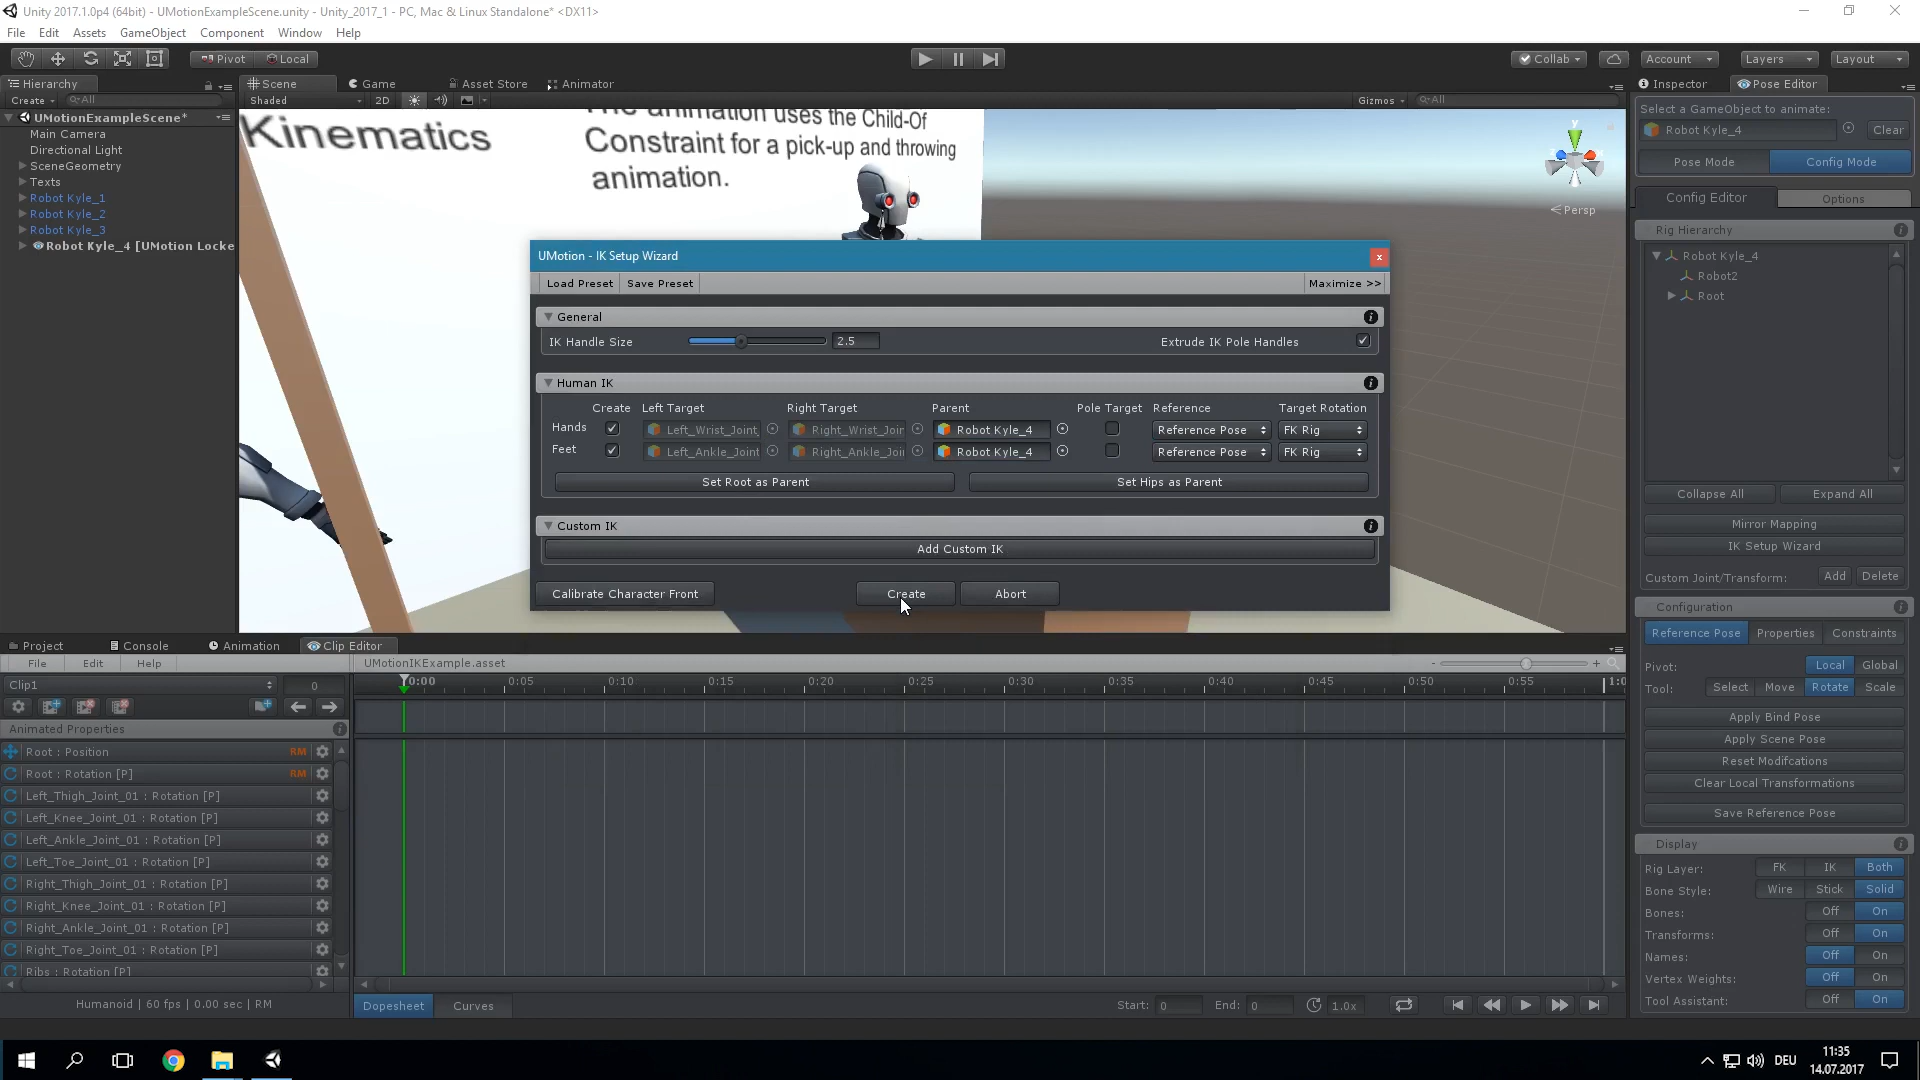 Unity 2017.1.0p4 (64bit) - UMotionExampleScene.unity - Unity_2017_1 - PC, Mac & Linux Standalone* <DX11>
File Edit Assets GameObject Component Window Help
Pivot Local Collab Account Layers Layout
Hierarchy Scene Game Asset Store Animator Inspector Pose Editor
Create All Shaded 2D Gizmos All
UMotionExampleScene*
Main Camera
Directional Light
SceneGeometry
Texts
Robot Kyle_1
Robot Kyle_2
Robot Kyle_3
Robot Kyle_4 [UMotion Locke
Kinematics
The animation uses the Child-Of
Constraint for a pick-up and throwing
animation.
y
Persp
UMotion - IK Setup Wizard
x
Load Preset Save Preset Maximize >>
General
IK Handle Size 2.5 Extrude IK Pole Handles
Human IK
Create Left Target Right Target Parent Pole Target Reference Target Rotation
Hands Left_Wrist_Joint_ Right_Wrist_Joir Robot Kyle_4 Reference Pose FK Rig
Feet Left_Ankle_Joint Right_Ankle_Joi Robot Kyle_4 Reference Pose FK Rig
Set Root as Parent Set Hips as Parent
Custom IK
Add Custom IK
Calibrate Character Front Create Abort
Select a GameObject to animate:
Robot Kyle_4 Clear
Pose Mode Config Mode
Config Editor Options
Rig Hierarchy
Robot Kyle_4
Robot2
Root
Collapse All Expand All
Mirror Mapping
IK Setup Wizard
Custom Joint/Transform: Add Delete
Configuration
Reference Pose Properties Constraints
Pivot: Local Global
Tool: Select Move Rotate Scale
Apply Bind Pose
Apply Scene Pose
Reset Modifcations
Clear Local Transformations
Save Reference Pose
Display
Rig Layer: FK IK Both
Bone Style: Wire Stick Solid
Bones: Off On
Transforms: Off On
Names: Off On
Vertex Weights: Off On
Tool Assistant: Off On
Project Console Animation Clip Editor
File Edit Help UMotionIKExample.asset - +
Clip1 0 0:00 0:05 0:10 0:15 0:20 0:25 0:30 0:35 0:40 0:45 0:50 0:55 1:0
Animated Properties
Root : Position RM
Root : Rotation [P] RM
Left_Thigh_Joint_01 : Rotation [P]
Left_Knee_Joint_01 : Rotation [P]
Left_Ankle_Joint_01 : Rotation [P]
Left_Toe_Joint_01 : Rotation [P]
Right_Thigh_Joint_01 : Rotation [P]
Right_Knee_Joint_01 : Rotation [P]
Right_Ankle_Joint_01 : Rotation [P]
Right_Toe_Joint_01 : Rotation [P]
Ribs : Rotation [P]
Humanoid | 60 fps | 0.00 sec | RM
Dopesheet Curves Start: 0 End: 0 1.0x
DEU 11:35
14.07.2017